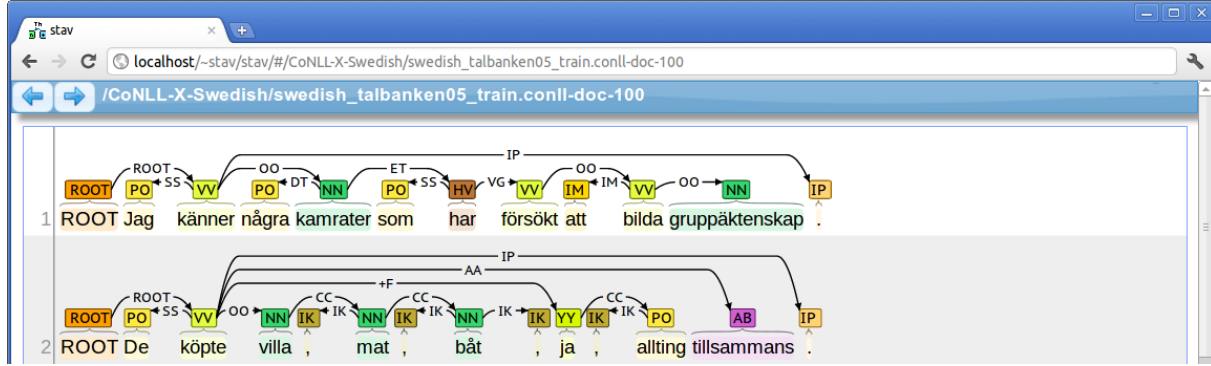 stav
localhost/~stav/stav/#/CoNLL-X-Swedish/swedish_talbanken05_train.conll-doc-100
/CoNLL-X-Swedish/swedish_talbanken05_train.conll-doc-100
IP
ROOT OO ET OO
ROOT PO SS VV PO DT NN PO SS HV VG VV IM IM VV OO NN IP
1 ROOT Jag känner några kamrater som har försökt att bilda gruppäktenskap .
IP
AA
+F
ROOT CC CC CC
ROOT PO SS VV OO NN IK IK NN IK IK NN IK IK YY IK IK PO AB IP
2 ROOT De köpte villa , mat , båt , ja , allting tillsammans .